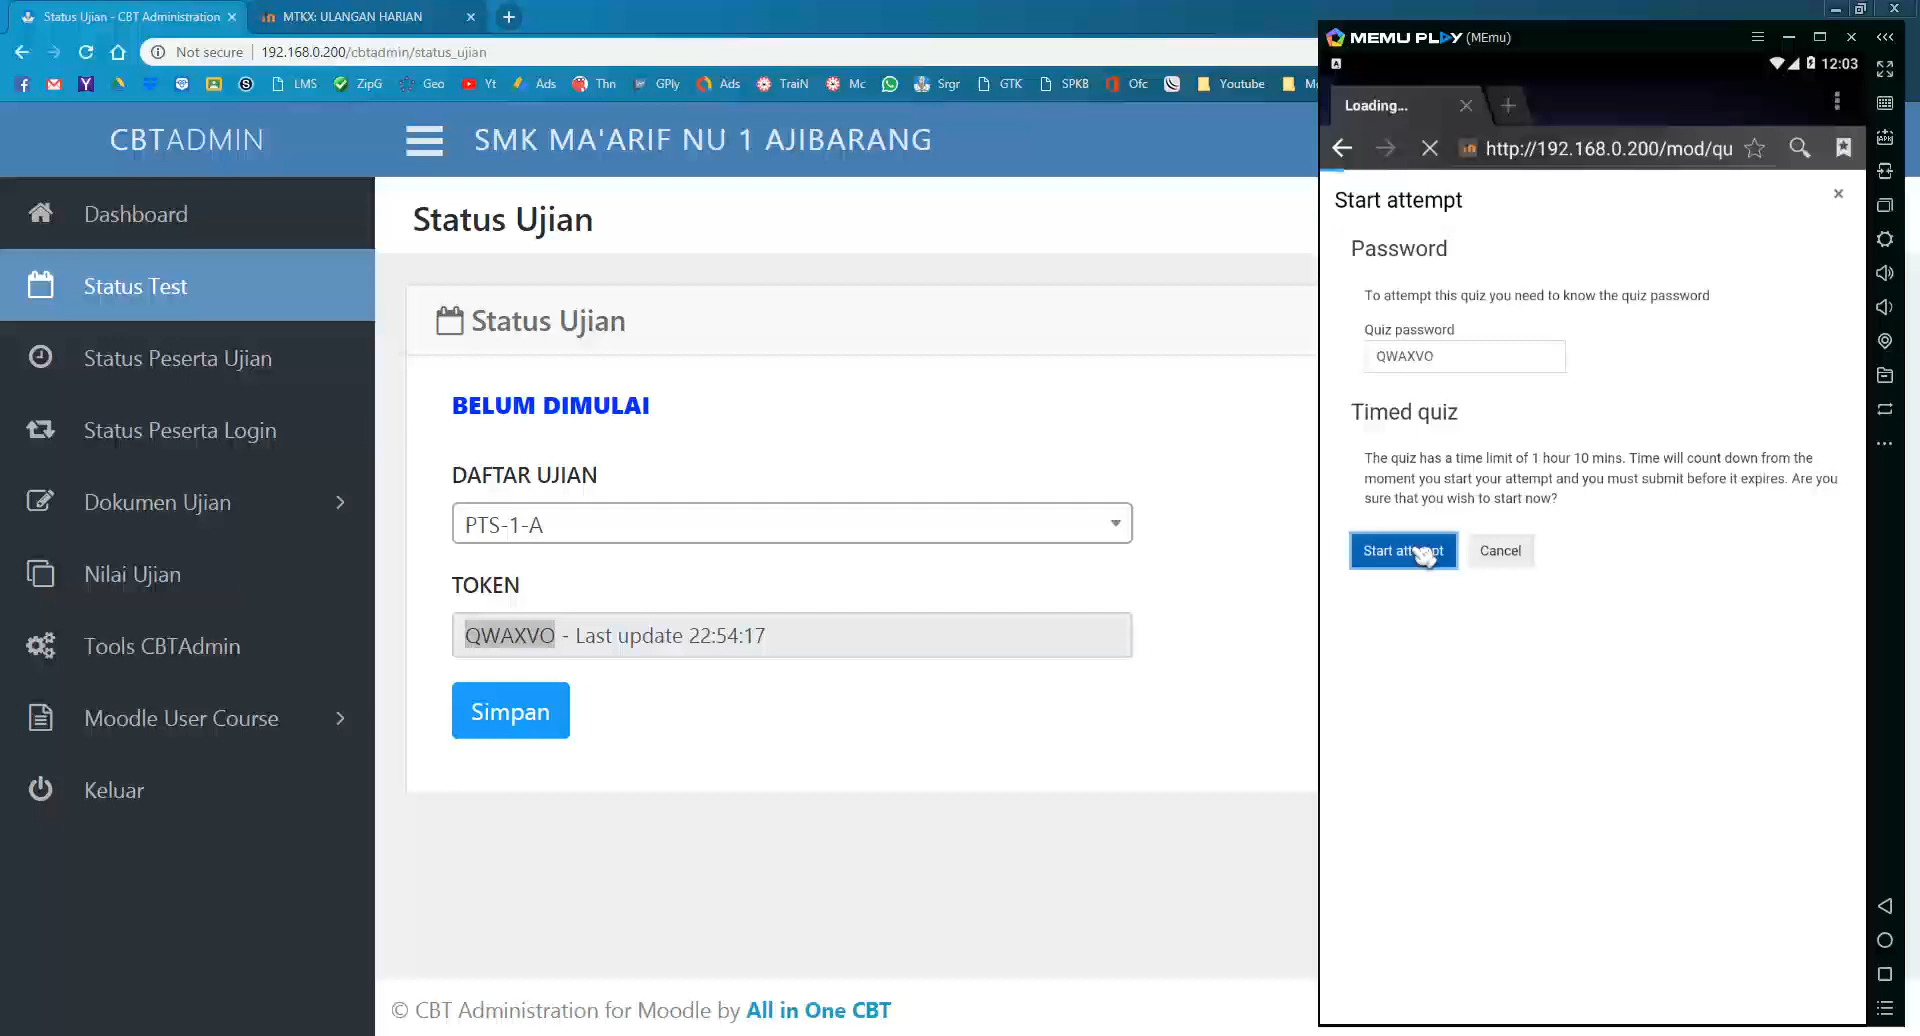 Status Ujian - CBT Administration
MTKX: ULANGAN HARIAN
Not secure
192.168.0.200/cbtadmin/status_ujian
LMS
ZipG
Geo
Yt
Ads
Thn
GPly
Ads
TraiN
Mc
Srgr
GTK
SPKB
Ofc
Youtube
CBTADMIN
SMK MA'ARIF NU 1 AJIBARANG
Dashboard
Status Test
Status Peserta Ujian
Status Peserta Login
Dokumen Ujian
Nilai Ujian
Tools CBTAdmin
Moodle User Course
Keluar
Status Ujian
Status Ujian
BELUM DIMULAI
DAFTAR UJIAN
PTS-1-A
TOKEN
QWAXVO - Last update 22:54:17
Simpan
© CBT Administration for Moodle by All in One CBT
MEMU PLAY (MEmu)
12:03
Loading...
http://192.168.0.200/mod/qu
Start attempt
Password
To attempt this quiz you need to know the quiz password
Quiz password
QWAXVO
Timed quiz
The quiz has a time limit of 1 hour 10 mins. Time will count down from the
moment you start your attempt and you must submit before it expires. Are you
sure that you wish to start now?
Start attempt
Cancel